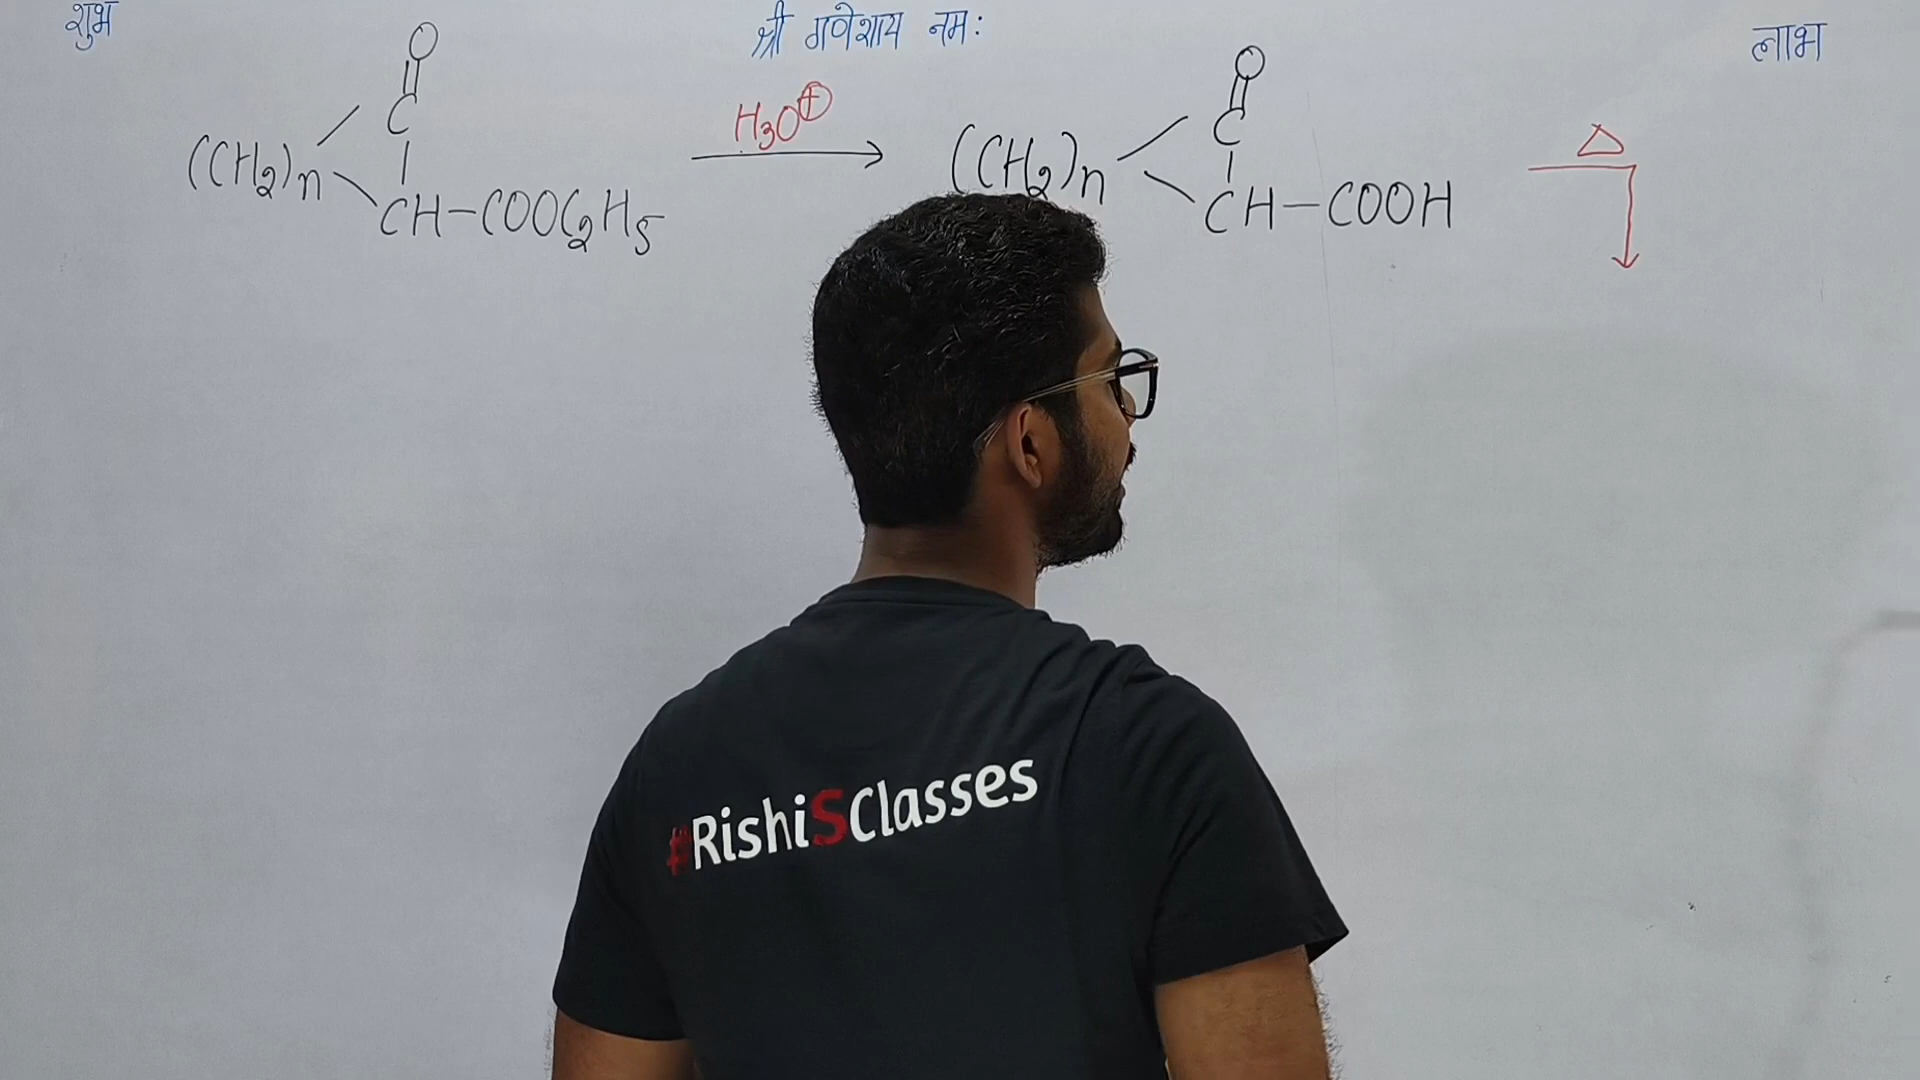 शुभ श्री गणेशाय नम: लाभ
O O
|| ||
(CH2)n C H3O⊕ (CH2)n C Δ
| |
CH-COOC2H5 CH-COOH
#RishiSClasses